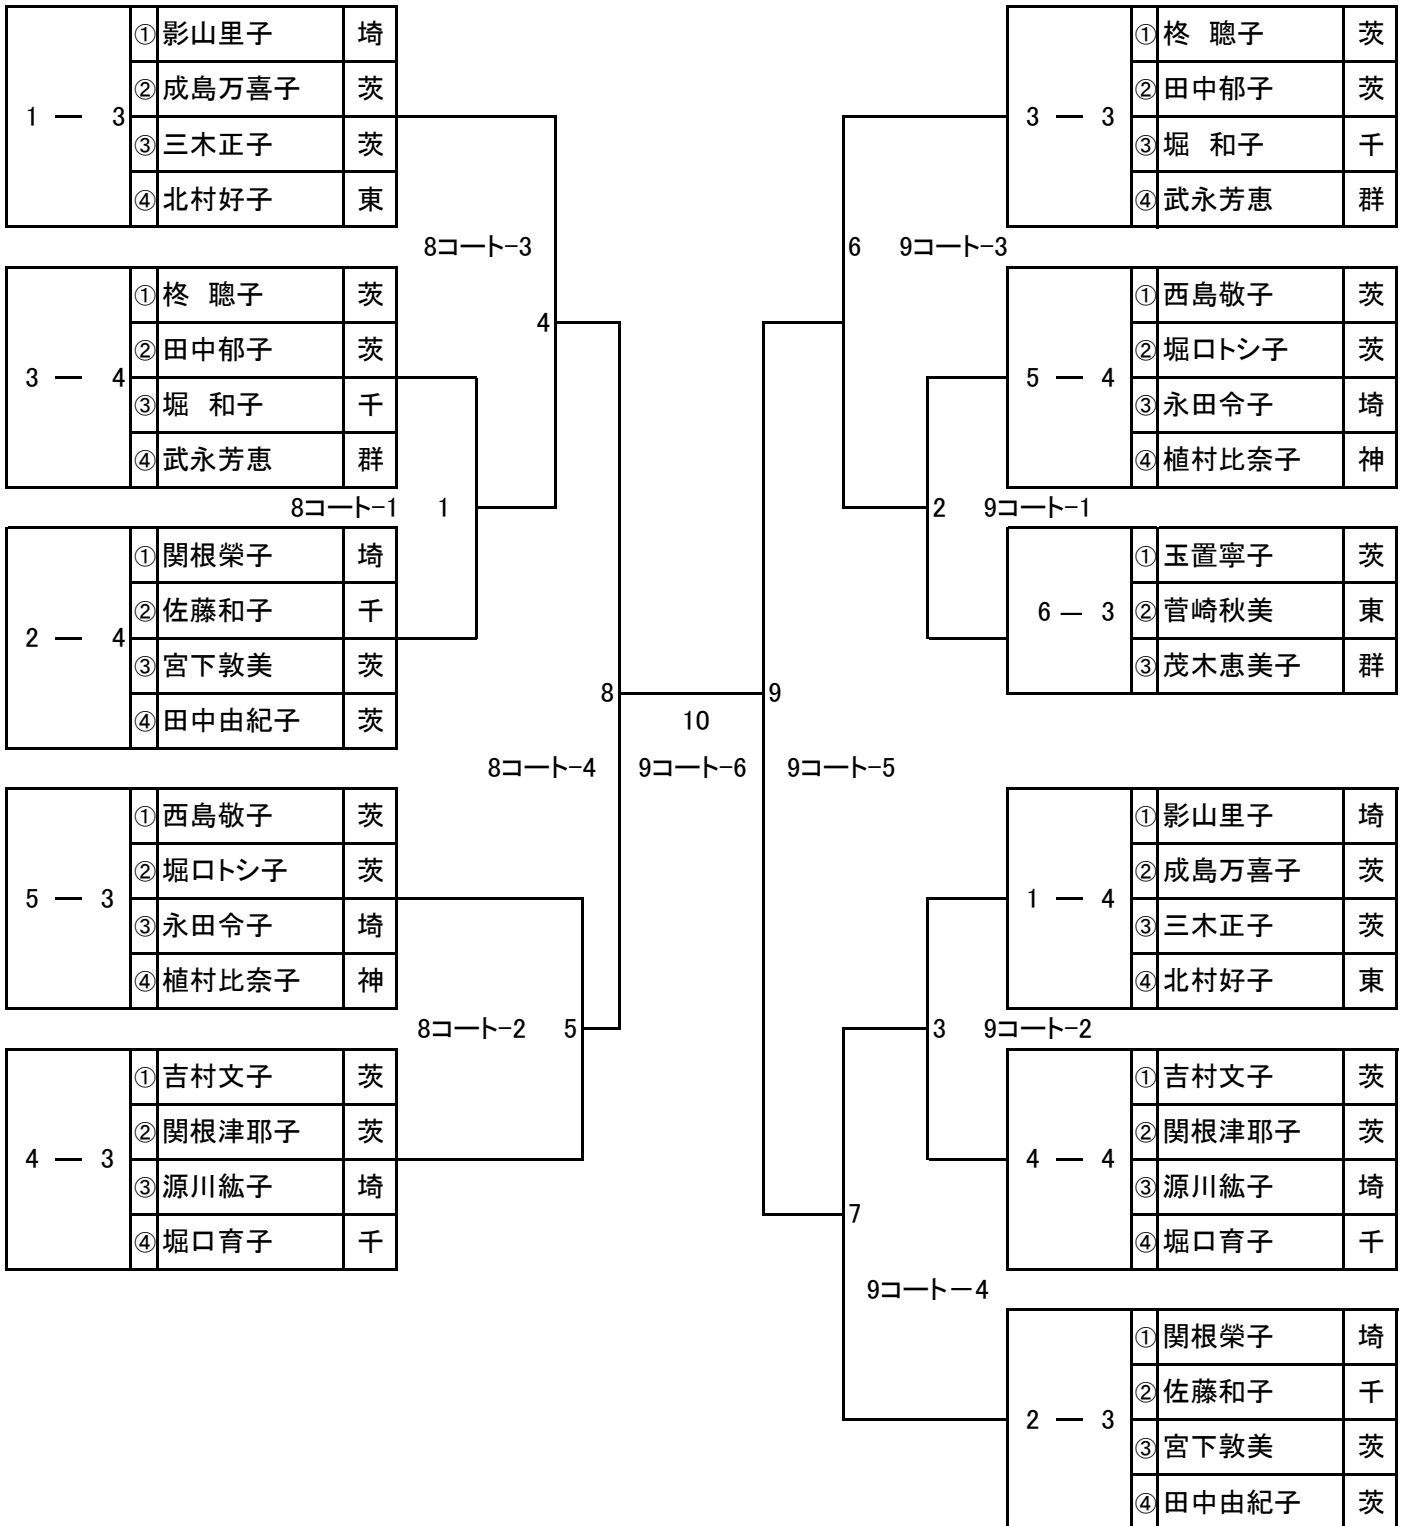 1 ― 3
①影山里子 埼
②成島万喜子 茨
③三木正子 茨
④北村好子 東
8コート-3
3 ― 4
①柊　聰子 茨
②田中郁子 茨
③堀　和子 千
④武永芳恵 群
4
8コート-1 1
2 ― 4
①関根榮子 埼
②佐藤和子 千
③宮下敦美 茨
④田中由紀子 茨
8
8コート-4
5 ― 3
①西島敬子 茨
②堀口トシ子 茨
③永田令子 埼
④植村比奈子 神
8コート-2 5
4 ― 3
①吉村文子 茨
②関根津耶子 茨
③源川紘子 埼
④堀口育子 千
10
9コート-6
3 ― 3
①柊　聰子 茨
②田中郁子 茨
③堀　和子 千
④武永芳恵 群
6 9コート-3
5 ― 4
①西島敬子 茨
②堀口トシ子 茨
③永田令子 埼
④植村比奈子 神
2 9コート-1
6 ― 3
①玉置寧子 茨
②菅崎秋美 東
③茂木恵美子 群
9
9コート-5
1 ― 4
①影山里子 埼
②成島万喜子 茨
③三木正子 茨
④北村好子 東
3 9コート-2
4 ― 4
①吉村文子 茨
②関根津耶子 茨
③源川紘子 埼
④堀口育子 千
7
9コート－4
2 ― 3
①関根榮子 埼
②佐藤和子 千
③宮下敦美 茨
④田中由紀子 茨